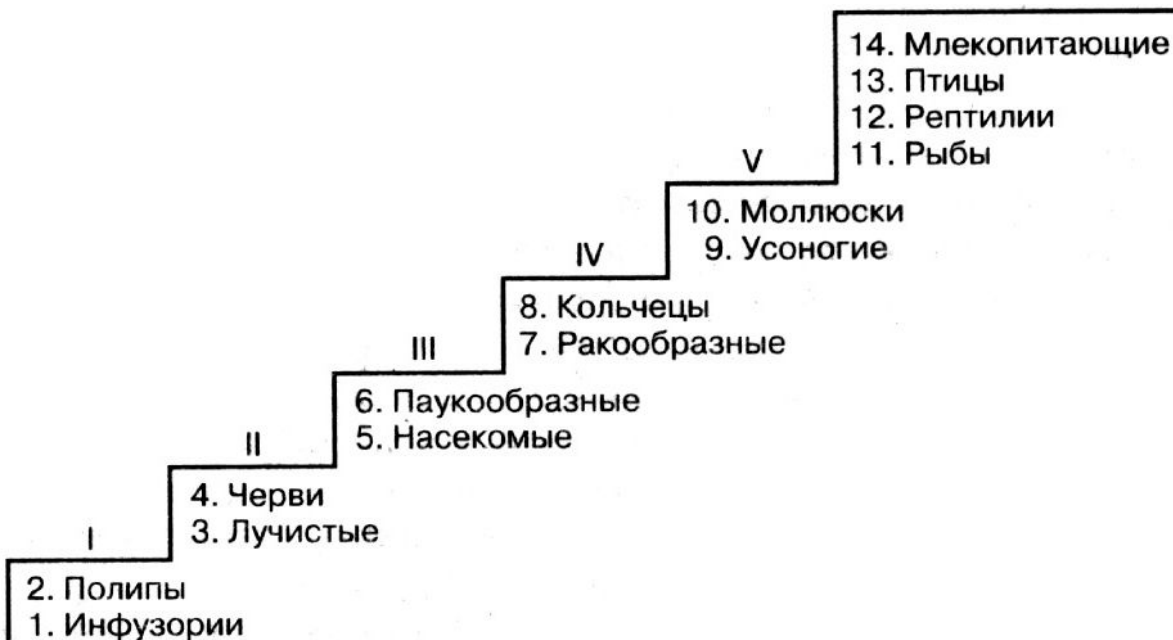 14. Млекопитающие
13. Птицы
12. Рептилии
11. Рыбы
V
10. Моллюски
9. Усоногие
IV
8. Кольчецы
7. Ракообразные
III
6. Паукообразные
5. Насекомые
II
4. Черви
3. Лучистые
I
2. Полипы
1. Инфузории